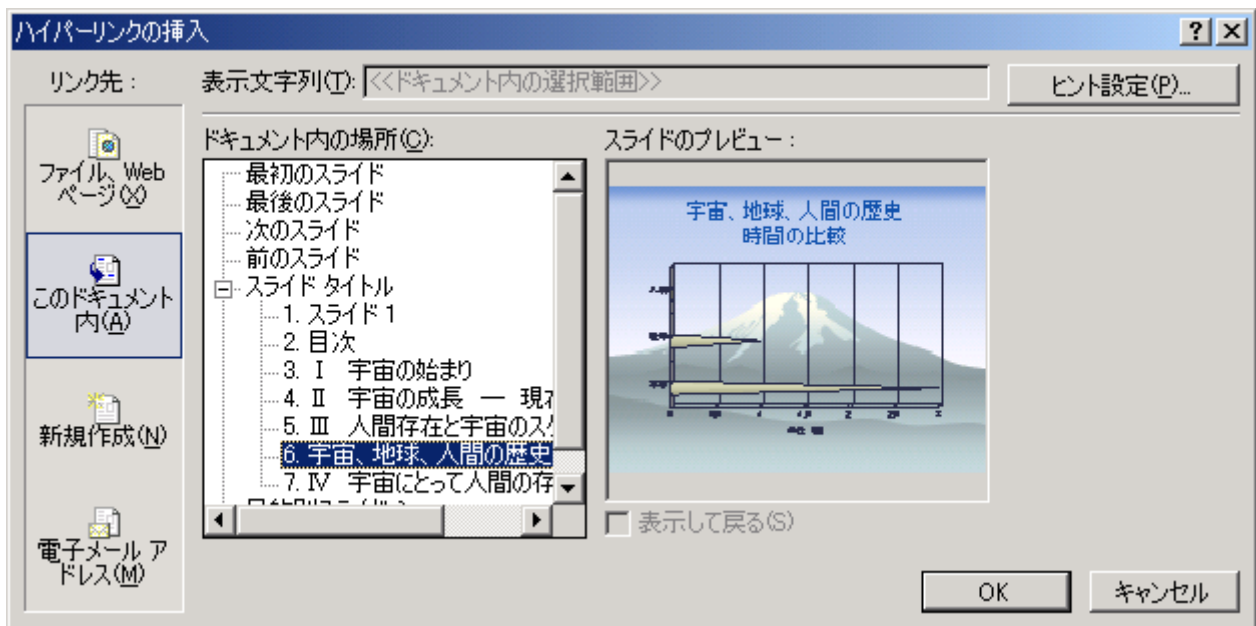 ハイパーリンクの挿入
リンク先：
表示文字列(T):
<<ドキュメント内の選択範囲>>
ヒント設定(P)...
ファイル、Web
ページ(X)
このドキュメント
内(A)
新規作成(N)
電子メール ア
ドレス(M)
ドキュメント内の場所(C):
最初のスライド
最後のスライド
次のスライド
前のスライド
スライド タイトル
1. スライド 1
2. 目次
3. Ⅰ　宇宙の始まり
4. Ⅱ　宇宙の成長　―　現在
5. Ⅲ　人間存在と宇宙のス
6. 宇宙、地球、人間の歴史
7. Ⅳ　宇宙にとって人間の存
スライドのプレビュー：
宇宙、地球、人間の歴史
時間の比較
表示して戻る(S)
OK
キャンセル